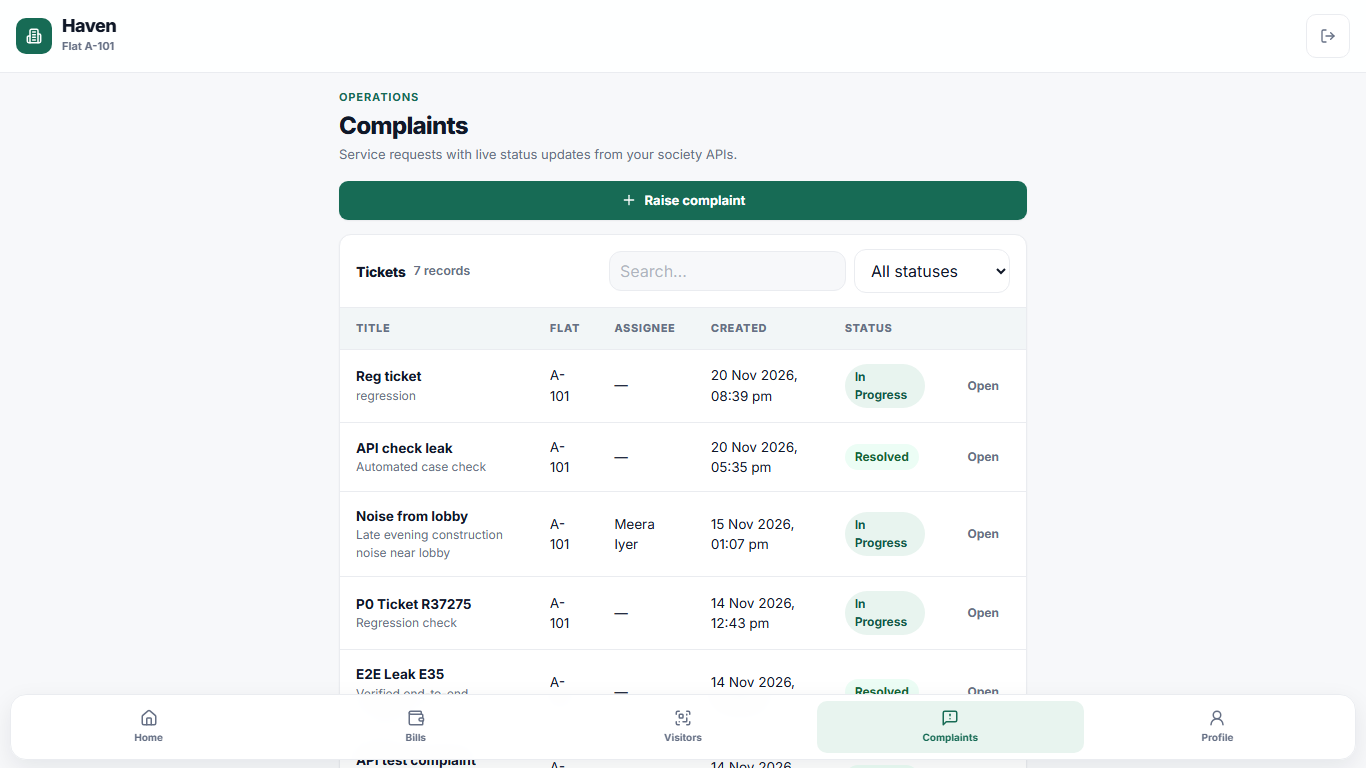 Haven
Flat A-101
OPERATIONS
Complaints
Service requests with live status updates from your society APIs.
+ Raise complaint
Tickets 7 records Search... All statuses
TITLE FLAT ASSIGNEE CREATED STATUS
Reg ticket
regression
A-
101
—
20 Nov 2026,
08:39 pm
In
Progress
Open
API check leak
Automated case check
A-
101
—
20 Nov 2026,
05:35 pm
Resolved
Open
Noise from lobby
Late evening construction
noise near lobby
A-
101
Meera
Iyer
15 Nov 2026,
01:07 pm
In
Progress
Open
P0 Ticket R37275
Regression check
A-
101
—
14 Nov 2026,
12:43 pm
In
Progress
Open
E2E Leak E35
Verified end-to-end
A-
—
14 Nov 2026,
Resolved
Open
Home
Bills
Visitors
Complaints
Profile
API test complaint
A-
14 Nov 2026,